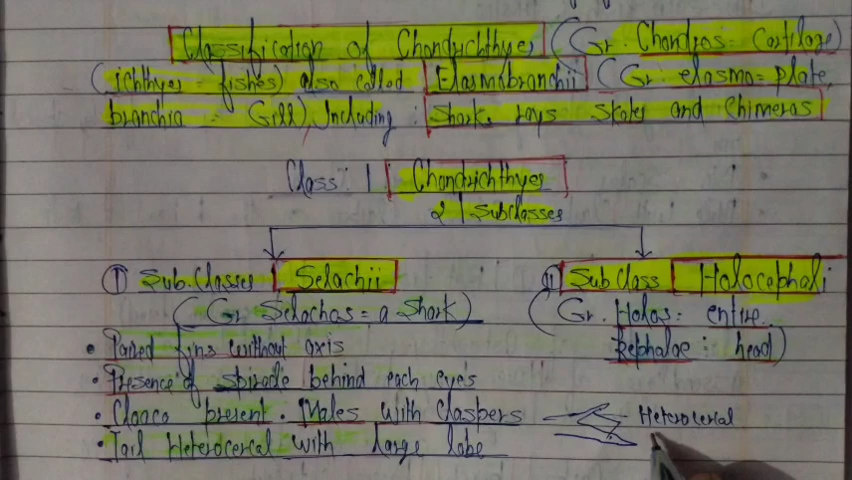 Classification of Chondrichthyes (Gr. Chondros = Cartilage)
(ichthyes = fishes) also called Elasmobranchii (Gr. elasmo = plate,
branchia = Gill). Including : Shark, rays skates and Chimeras
Class : 1 Chondrichthyes
2 | Subclasses
I Sub. Classes Selachii
(Gr. Selachos = a Shark)
• Paired fins without axis
• Presence of spiracle behind each eyes
• Cloaca present • Males with Claspers
• Tail Heterocercal with large lobe
II Sub Class Holocephali
(Gr. Holos = entire
Kephalae : head)
Heterocercal